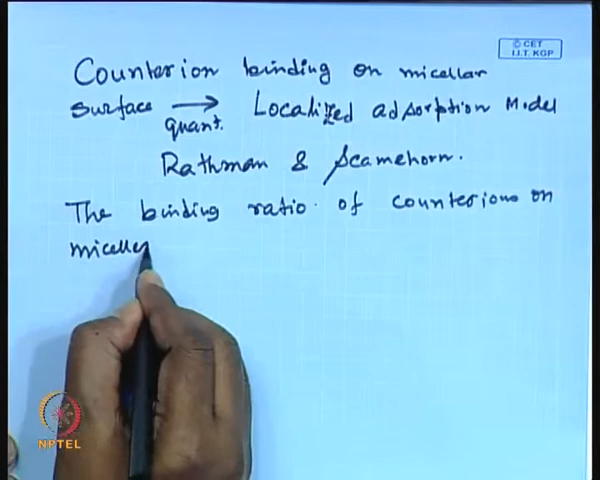 © CET
I.I.T. KGP
Counterion binding on micellar
surface → Localized adsorption Model
quant.
Rathman & Scamehorn.
The binding ratio of counterions on
micelle
NPTEL